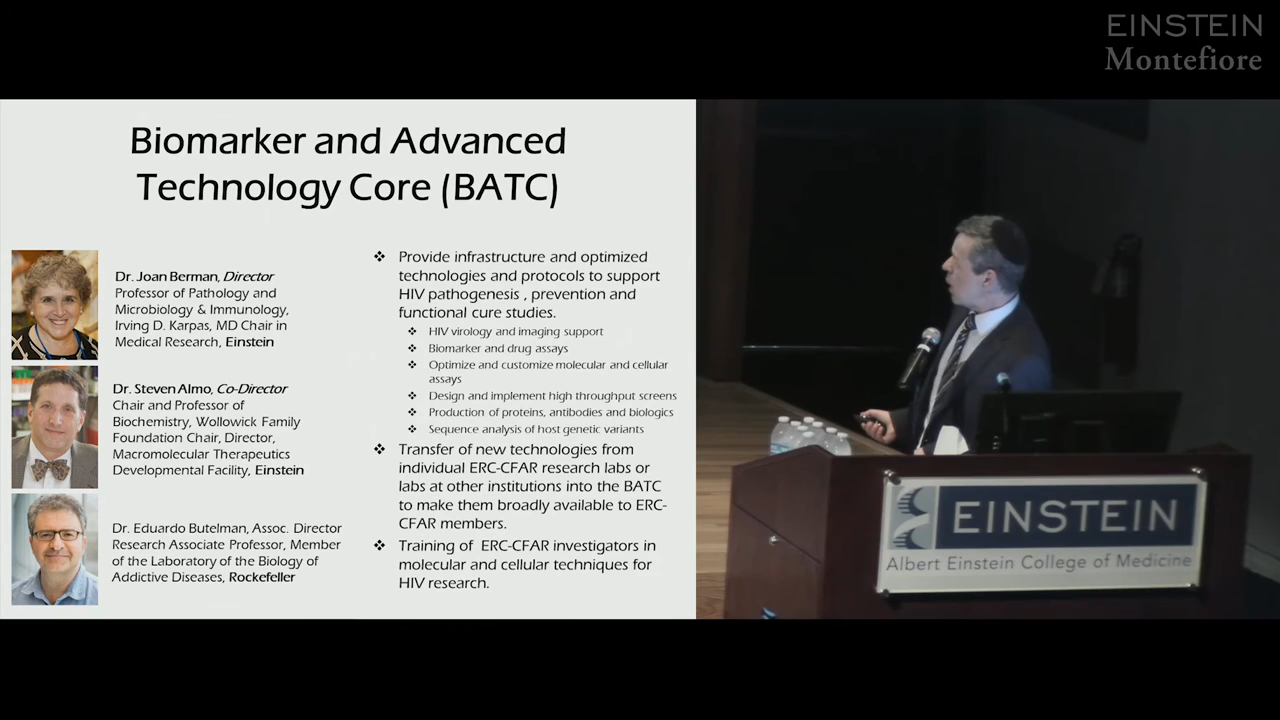 EINSTEIN
Montefiore
Biomarker and Advanced
Technology Core (BATC)
Dr. Joan Berman, Director
Professor of Pathology and
Microbiology & Immunology,
Irving D. Karpas, MD Chair in
Medical Research, Einstein
Dr. Steven Almo, Co-Director
Chair and Professor of
Biochemistry, Wollowick Family
Foundation Chair, Director,
Macromolecular Therapeutics
Developmental Facility, Einstein
Dr. Eduardo Butelman, Assoc. Director
Research Associate Professor, Member
of the Laboratory of the Biology of
Addictive Diseases, Rockefeller
❖ Provide infrastructure and optimized
technologies and protocols to support
HIV pathogenesis , prevention and
functional cure studies.
❖ HIV virology and imaging support
❖ Biomarker and drug assays
❖ Optimize and customize molecular and cellular
assays
❖ Design and implement high throughput screens
❖ Production of proteins, antibodies and biologics
❖ Sequence analysis of host genetic variants
❖ Transfer of new technologies from
individual ERC-CFAR research labs or
labs at other institutions into the BATC
to make them broadly available to ERC-
CFAR members.
❖ Training of ERC-CFAR investigators in
molecular and cellular techniques for
HIV research.
EINSTEIN
Albert Einstein College of Medicine